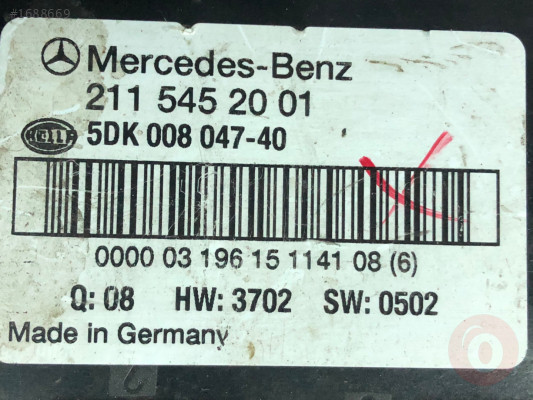 #1688669
Mercedes-Benz
211 545 20 01
HELLA 5DK 008 047-40
0000 03 196 15 1141 08 (6)
Q: 08 HW: 3702 SW: 0502
Made in Germany